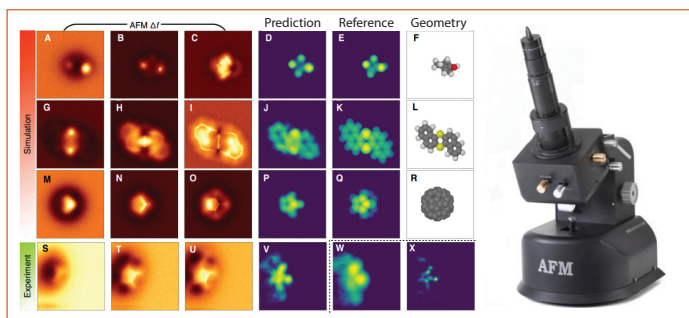 AFM Δf
Prediction Reference Geometry
A B C D E F
G H I J K L
M N O P Q R
S T U V W X
Simulation
Experiment
AFM